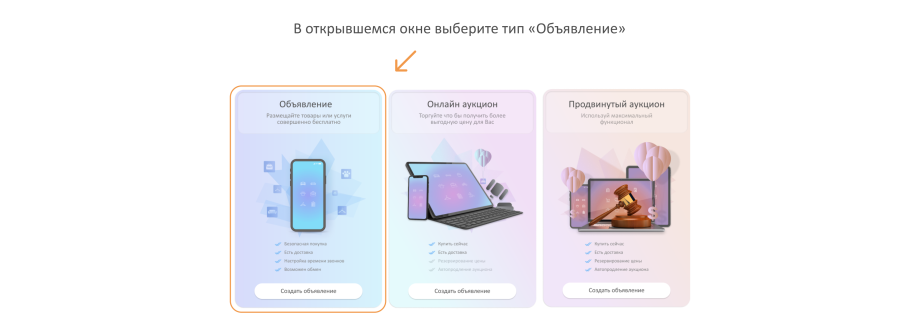 В открывшемся окне выберите тип «Объявление»
Объявление
Размещайте товары или услуги
совершенно бесплатно
Безопасная покупка
Есть доставка
Настройка времени звонков
Возможен обмен
Создать объявление
Онлайн аукцион
Торгуйте что бы получить более
выгодную цену для Вас
Купить сейчас
Есть доставка
Резервирование цены
Автопродление аукциона
Создать объявление
Продвинутый аукцион
Используй максимальный
функционал
Купить сейчас
Есть доставка
Резервирование цены
Автопродление аукциона
Создать объявление